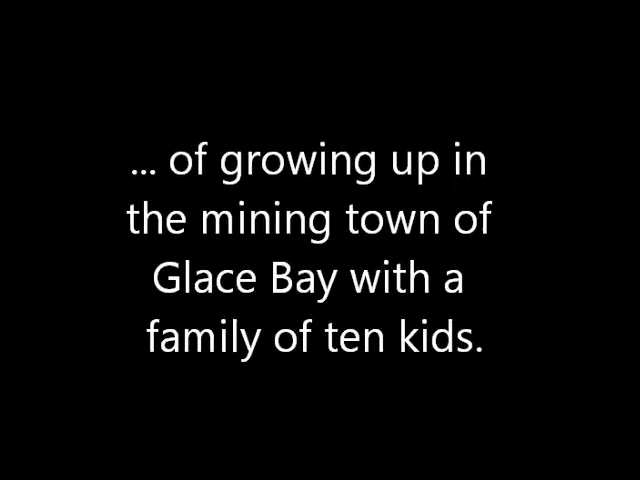 ... of growing up in
the mining town of
Glace Bay with a
family of ten kids.